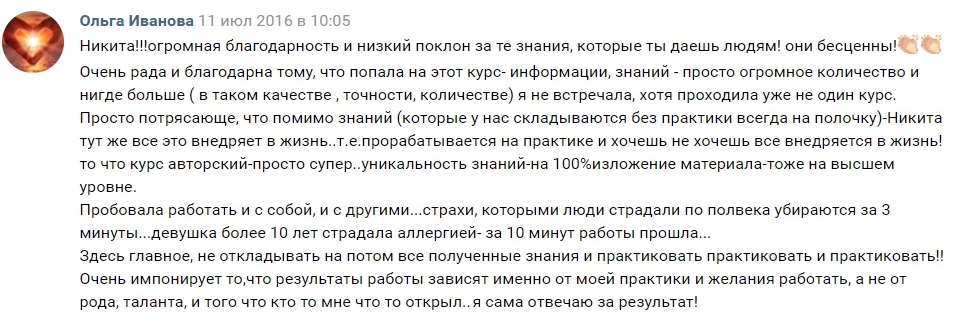 Ольга Иванова 11 июл 2016 в 10:05
Никита!!!огромная благодарность и низкий поклон за те знания, которые ты даешь людям! они бесценны!👏👏
Очень рада и благодарна тому, что попала на этот курс- информации, знаний - просто огромное количество и
нигде больше ( в таком качестве , точности, количестве) я не встречала, хотя проходила уже не один курс.
Просто потрясающе, что помимо знаний (которые у нас складываются без практики всегда на полочку)-Никита
тут же все это внедряет в жизнь..т.е.прорабатывается на практике и хочешь не хочешь все внедряется в жизнь!
то что курс авторский-просто супер..уникальность знаний-на 100%изложение материала-тоже на высшем
уровне.
Пробовала работать и с собой, и с другими...страхи, которыми люди страдали по полвека убираются за 3
минуты...девушка более 10 лет страдала аллергией- за 10 минут работы прошла...
Здесь главное, не откладывать на потом все полученные знания и практиковать практиковать и практиковать!!
Очень импонирует то,что результаты работы зависят именно от моей практики и желания работать, а не от
рода, таланта, и того что кто то мне что то открыл..я сама отвечаю за результат!